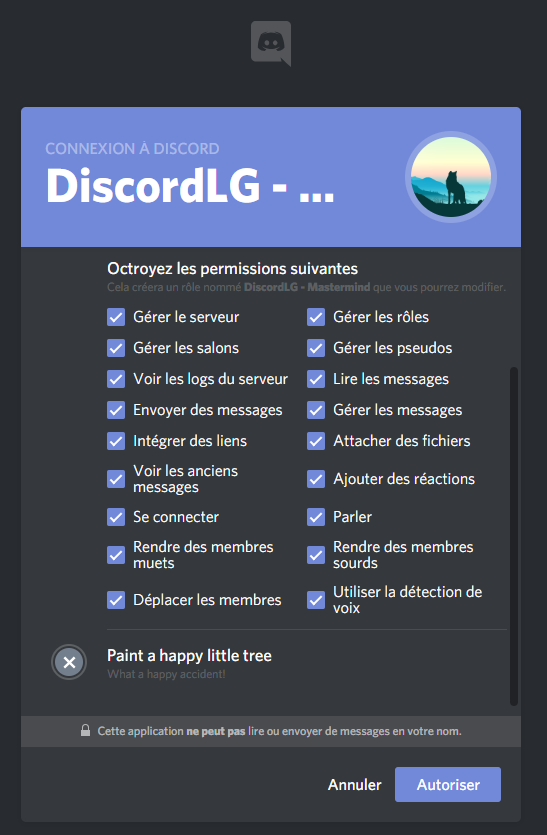 CONNEXION À DISCORD
DiscordLG - ...
Octroyez les permissions suivantes
Cela créera un rôle nommé DiscordLG - Mastermind que vous pourrez modifier.
Gérer le serveur
Gérer les rôles
Gérer les salons
Gérer les pseudos
Voir les logs du serveur
Lire les messages
Envoyer des messages
Gérer les messages
Intégrer des liens
Attacher des fichiers
Voir les anciens
messages
Ajouter des réactions
Se connecter
Parler
Rendre des membres
muets
Rendre des membres
sourds
Déplacer les membres
Utiliser la détection de
voix
Paint a happy little tree
What a happy accident!
Cette application ne peut pas lire ou envoyer de messages en votre nom.
Annuler
Autoriser